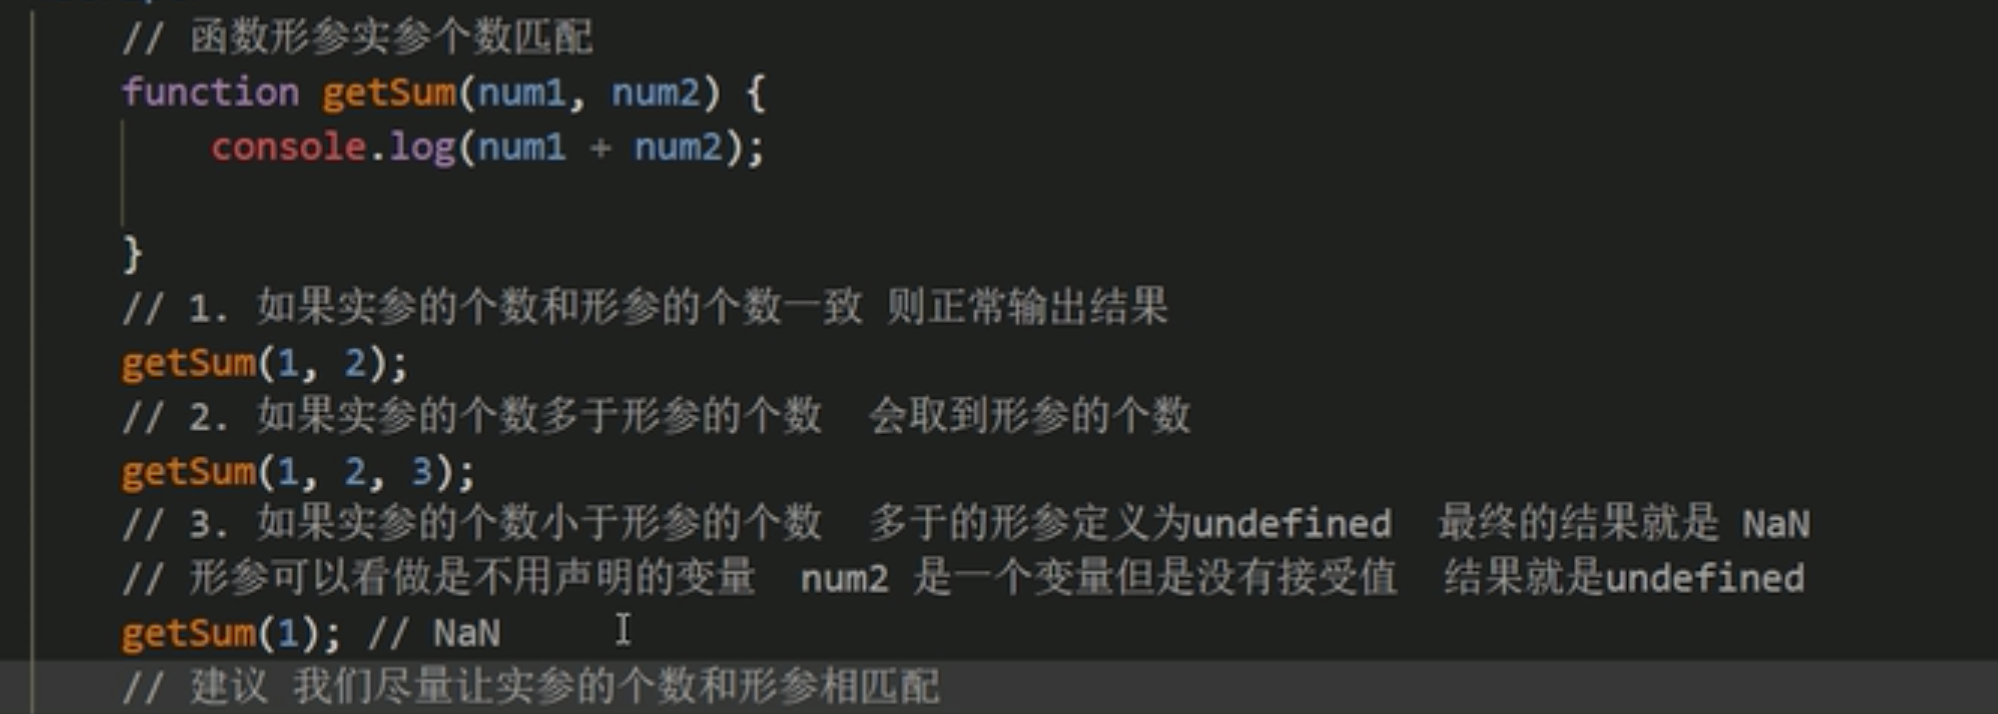 // 函数形参实参个数匹配
function getSum(num1, num2) {
console.log(num1 + num2);
}
// 1. 如果实参的个数和形参的个数一致 则正常输出结果
getSum(1, 2);
// 2. 如果实参的个数多于形参的个数 会取到形参的个数
getSum(1, 2, 3);
// 3. 如果实参的个数小于形参的个数 多于的形参定义为undefined 最终的结果就是 NaN
// 形参可以看做是不用声明的变量 num2 是一个变量但是没有接受值 结果就是undefined
getSum(1); // NaN
// 建议 我们尽量让实参的个数和形参相匹配